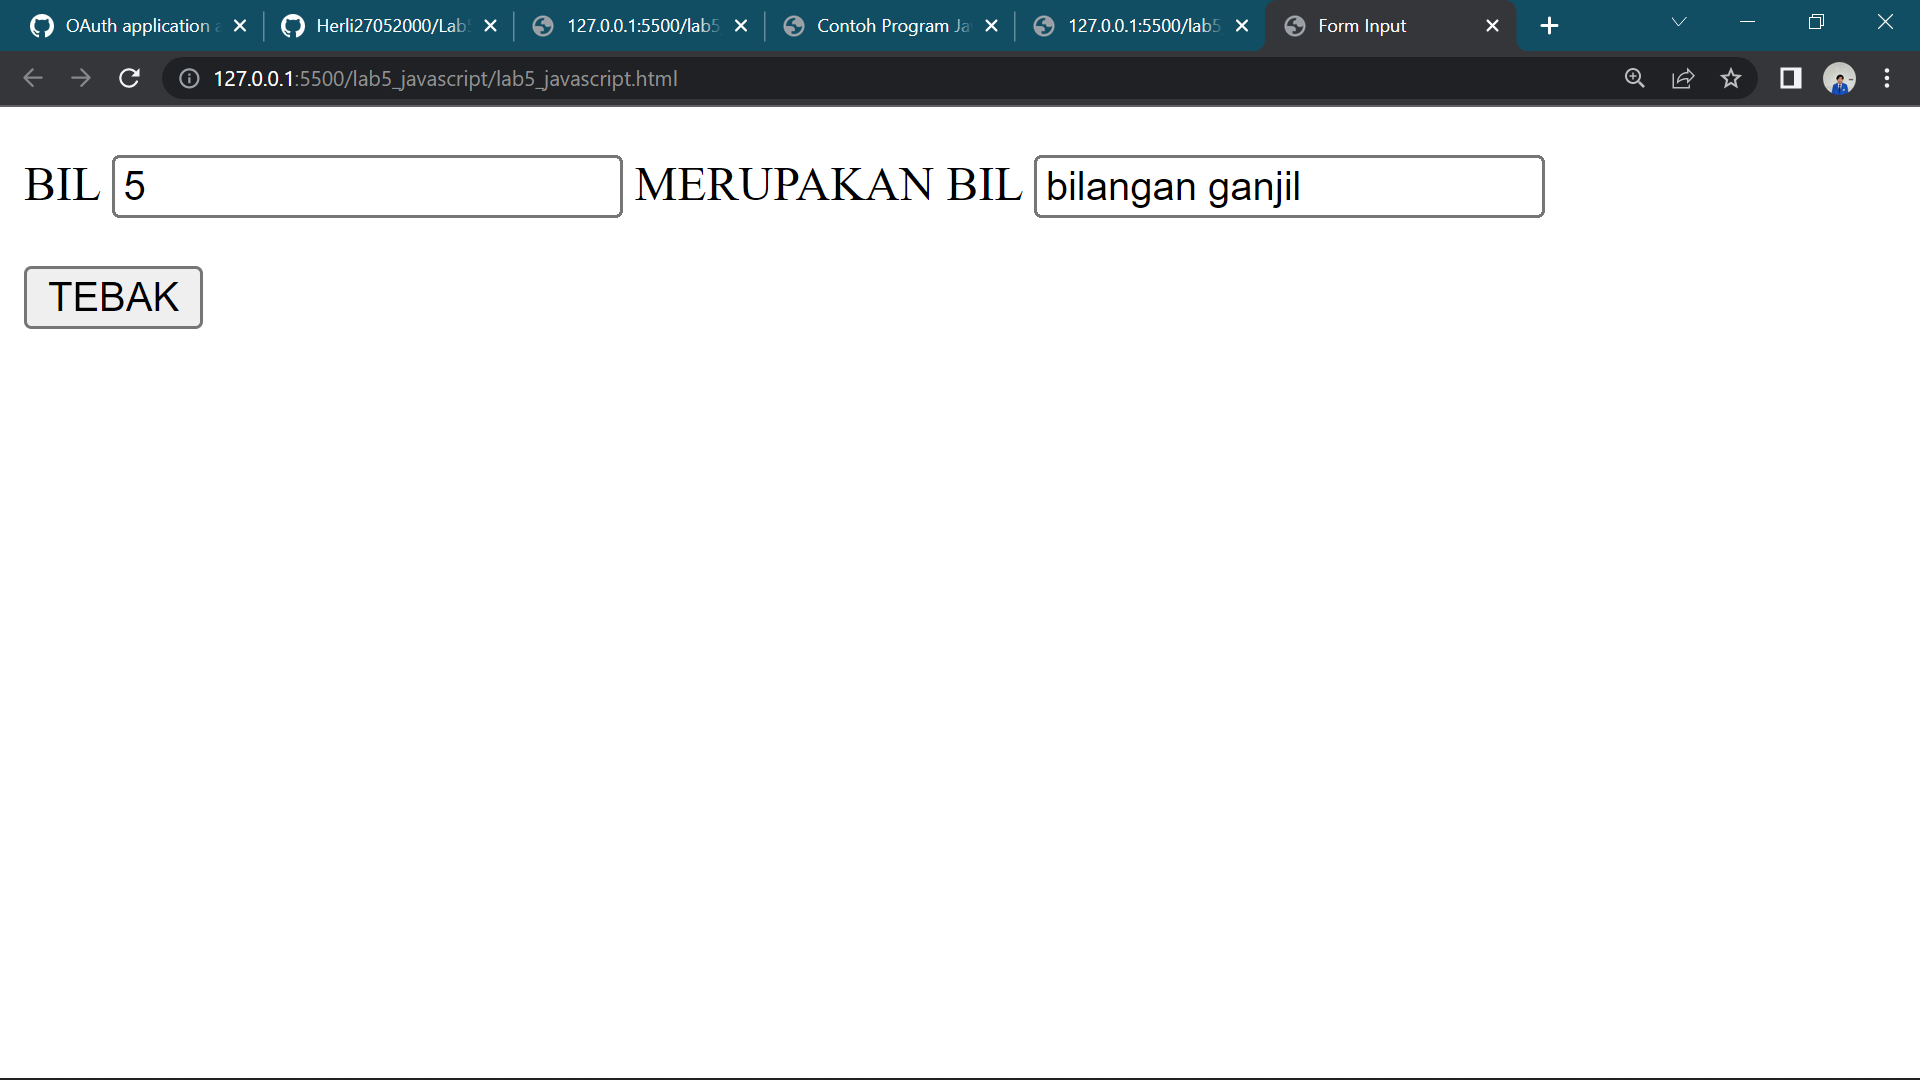 OAuth application
Herli27052000/Lab
127.0.0.1:5500/lab5
Contoh Program Ja
127.0.0.1:5500/lab5
Form Input
127.0.0.1:5500/lab5_javascript/lab5_javascript.html
BIL 5 MERUPAKAN BIL bilangan ganjil
TEBAK